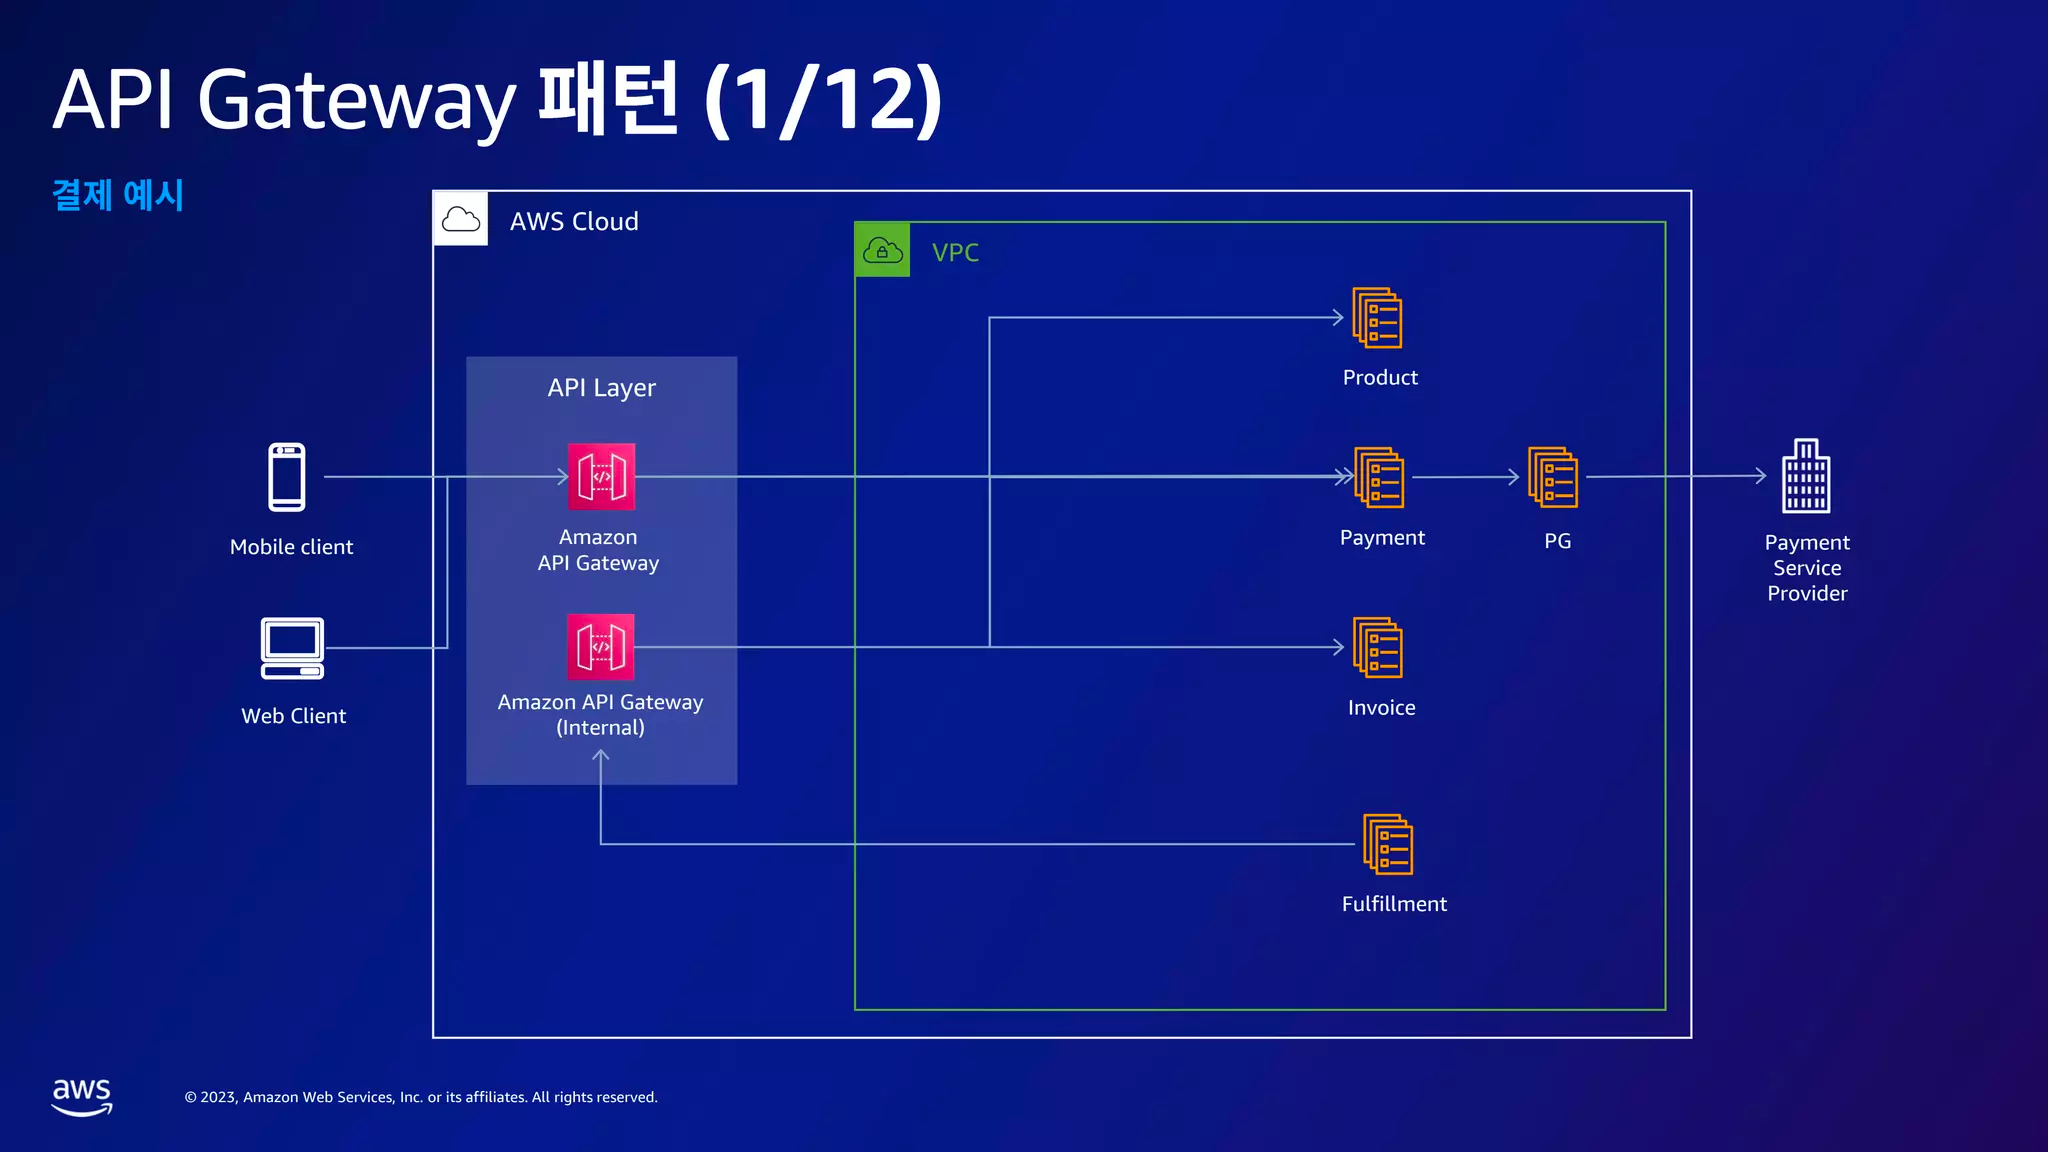 API Gateway 패턴 (1/12)
결제 예시
AWS Cloud
VPC
API Layer
Product
Mobile client
Amazon
API Gateway
Payment
PG
Payment
Service
Provider
Web Client
Amazon API Gateway
(Internal)
Invoice
Fulfillment
aws
© 2023, Amazon Web Services, Inc. or its affiliates. All rights reserved.